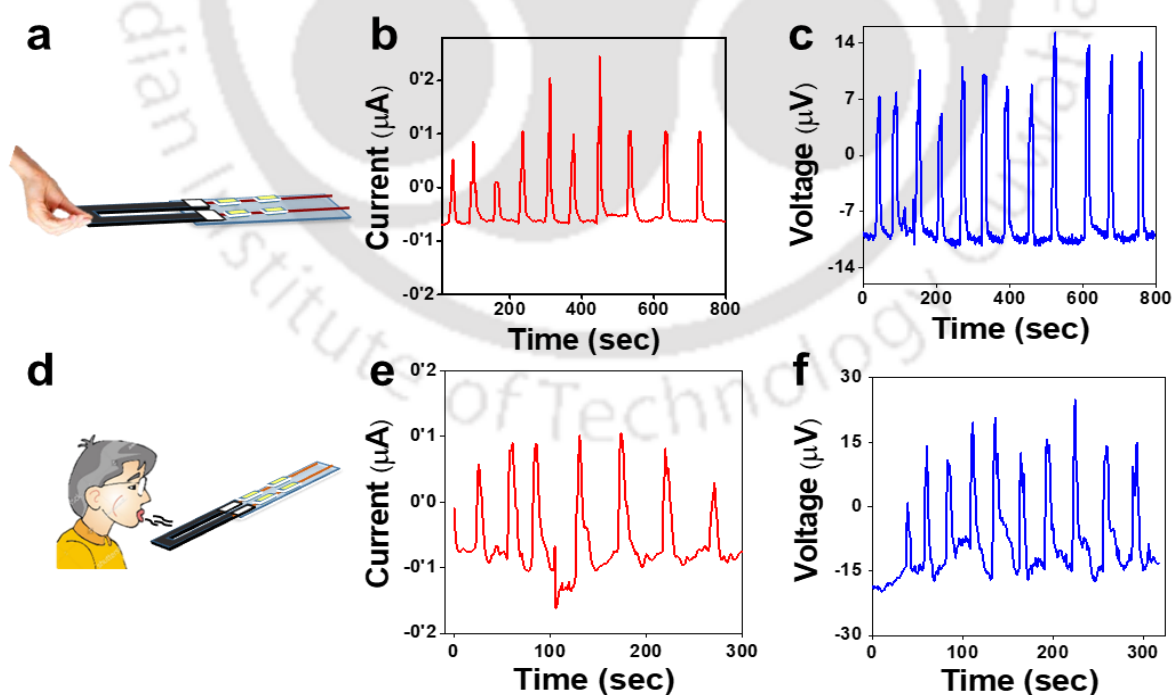 a
b
Current (µA)
0'2
0'1
0'0
-0'1
-0'2
200 400 600 800
Time (sec)
c
Voltage (µV)
14
7
0
-7
-14
0 200 400 600 800
Time (sec)
d
e
Current (µA)
0'2
0'1
0'0
-0'1
-0'2
0 100 200 300
Time (sec)
f
Voltage (µV)
30
15
0
-15
-30
0 100 200 300
Time (sec)
dian Institute of Technology Guwaha